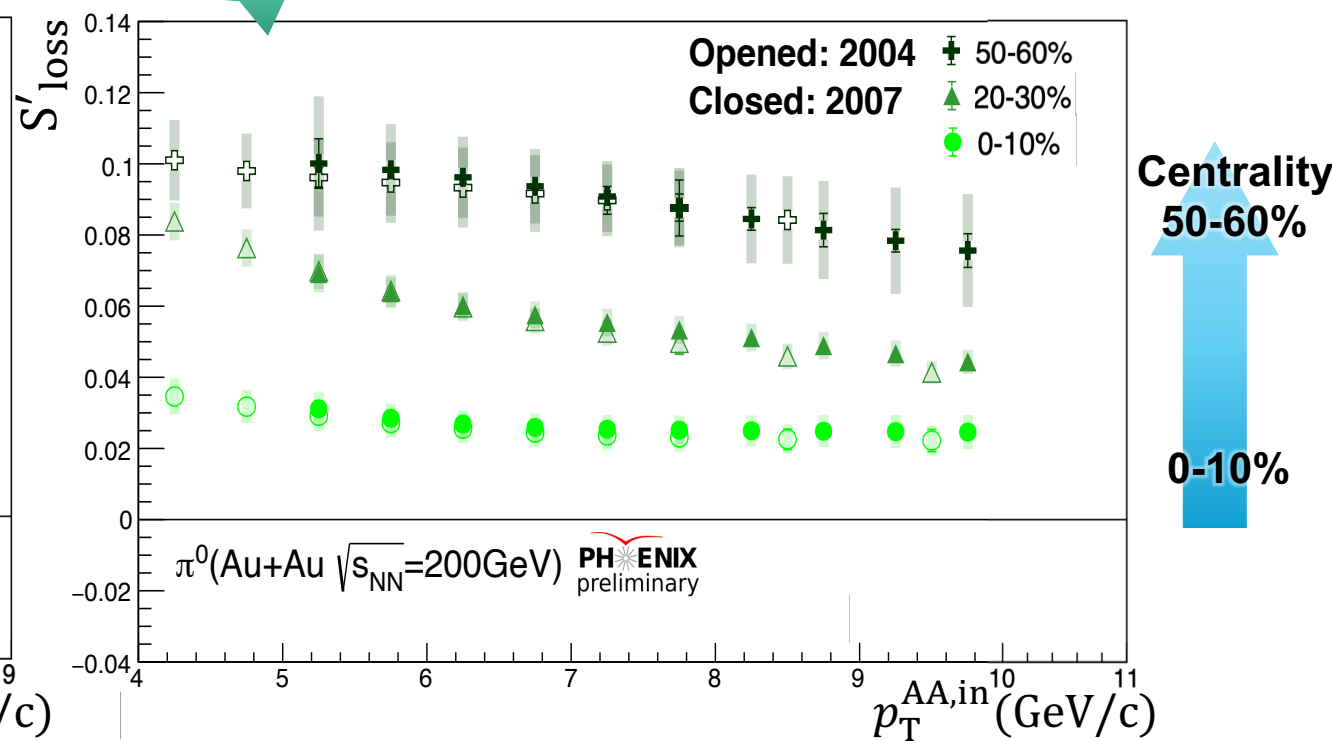 S′loss
0.14
0.12
0.1
0.08
0.06
0.04
0.02
0
−0.02
−0.04
Opened: 2004
Closed: 2007
50-60%
20-30%
0-10%
Centrality
50-60%
0-10%
π⁰(Au+Au √sNN=200GeV)
PHENIX
preliminary
9
4 5 6 7 8 9 10 11
/c)
pT^AA,in (GeV/c)